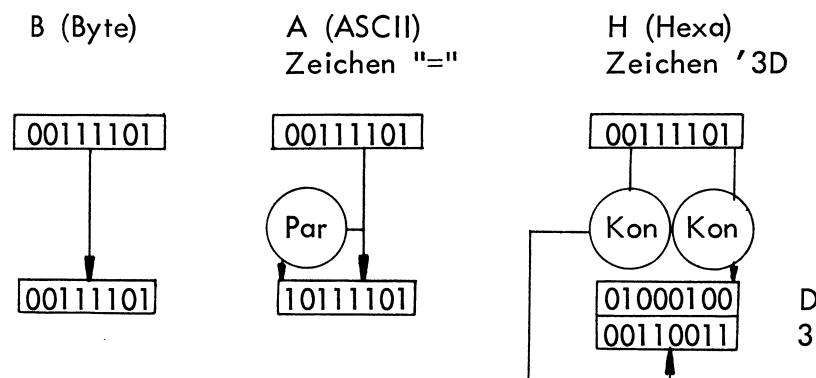 B (Byte)
A (ASCII)
Zeichen "="
H (Hexa)
Zeichen '3D
00111101
00111101
00111101
Par
Kon
Kon
00111101
10111101
01000100 D
00110011 3